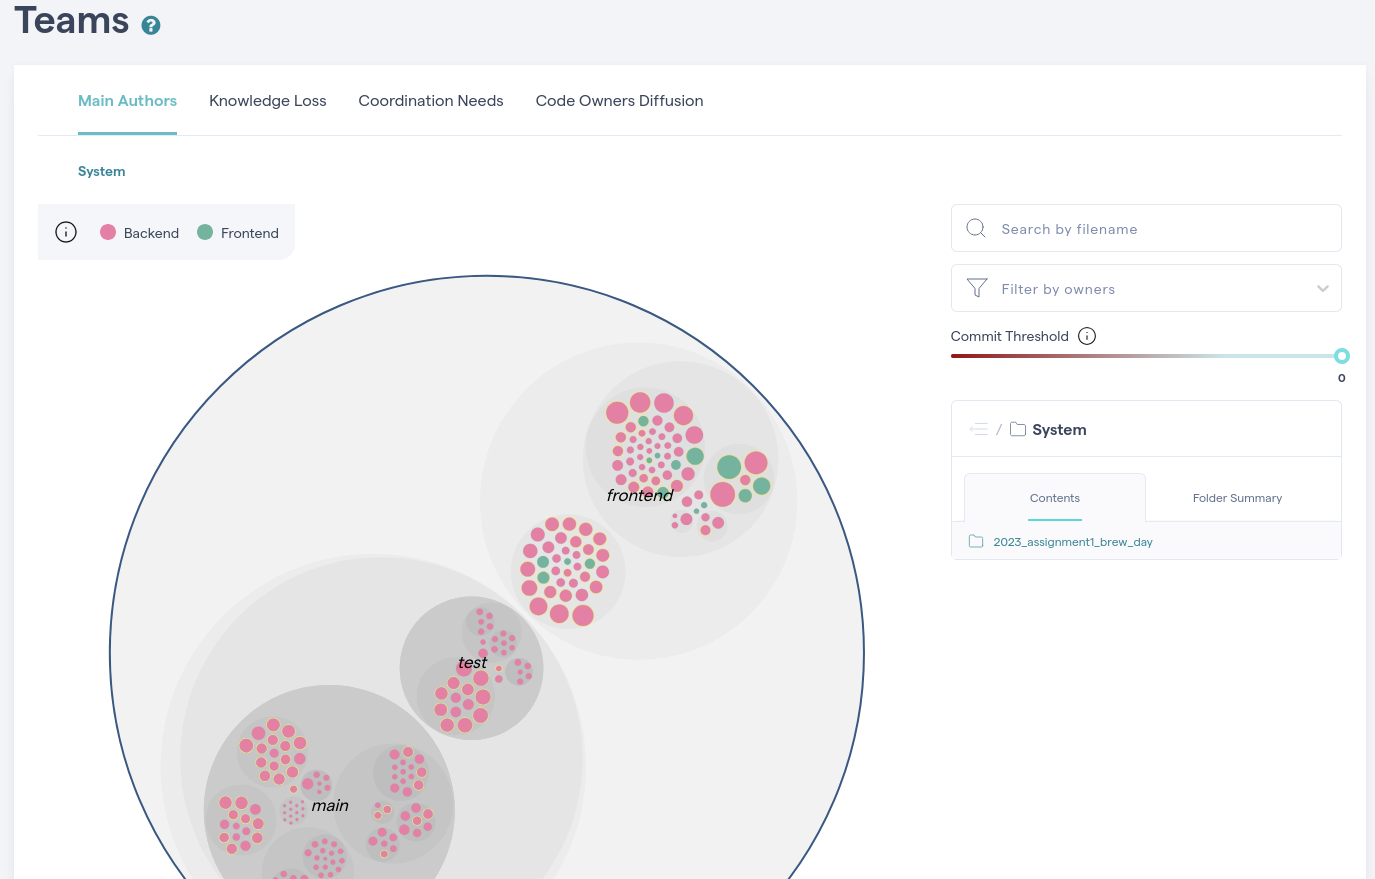 Teams ?
Main Authors Knowledge Loss Coordination Needs Code Owners Diffusion
System
Backend Frontend
Search by filename
Filter by owners
Commit Threshold
0
/ System
Contents Folder Summary
2023_assignment1_brew_day
frontend
test
main